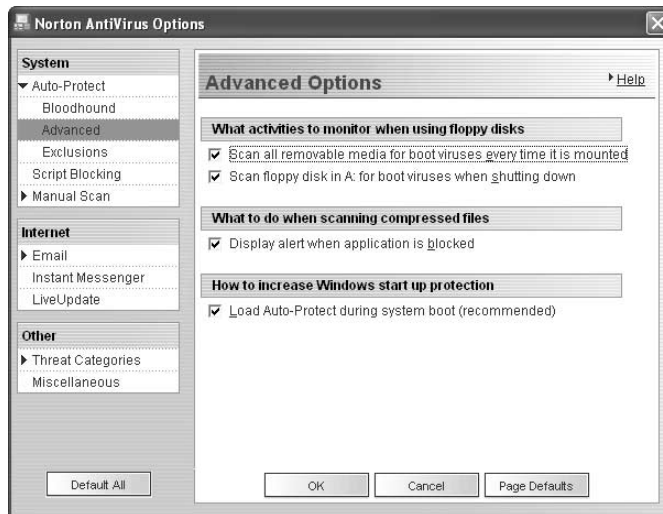 Norton AntiVirus Options
System
Auto-Protect
Bloodhound
Advanced
Exclusions
Script Blocking
Manual Scan
Internet
Email
Instant Messenger
LiveUpdate
Other
Threat Categories
Miscellaneous
Default All
Advanced Options
Help
What activities to monitor when using floppy disks
Scan all removable media for boot viruses every time it is mounted
Scan floppy disk in A: for boot viruses when shutting down
What to do when scanning compressed files
Display alert when application is blocked
How to increase Windows start up protection
Load Auto-Protect during system boot (recommended)
OK
Cancel
Page Defaults